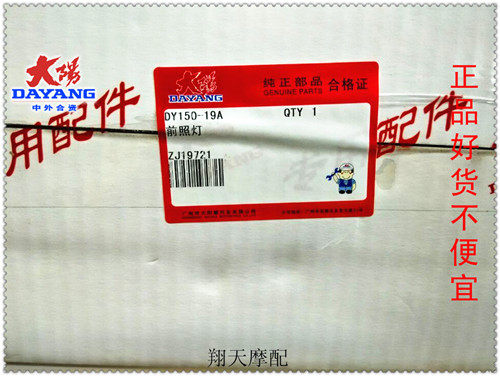 大陽
DAYANG
中外合资
用配件
配件
大陽
DAYANG
纯正部品
GENUINE PARTS
合格证
DY150-19A
QTY 1
前照灯
ZJ19721
正品好货不便宜
翔天摩配